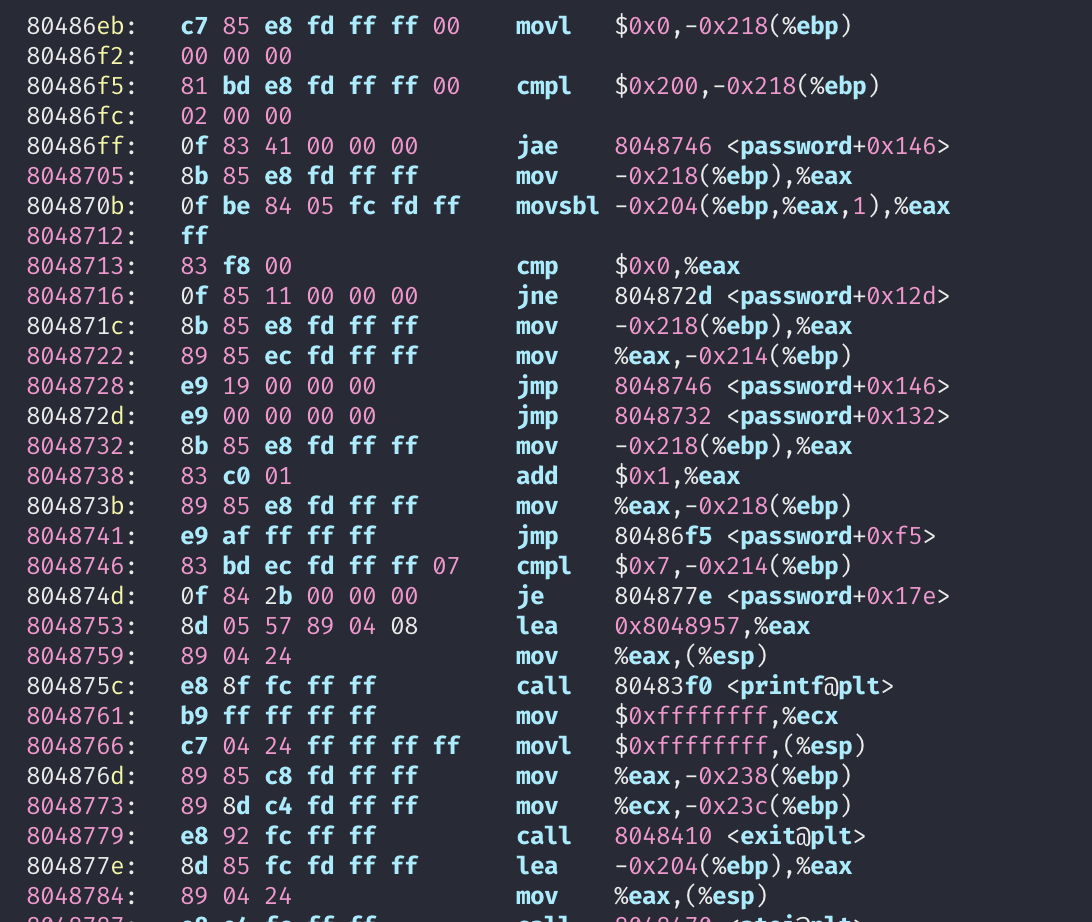 80486eb: c7 85 e8 fd ff ff 00 movl $0x0,-0x218(%ebp)
80486f2: 00 00 00
80486f5: 81 bd e8 fd ff ff 00 cmpl $0x200,-0x218(%ebp)
80486fc: 02 00 00
80486ff: 0f 83 41 00 00 00 jae 8048746 <password+0x146>
8048705: 8b 85 e8 fd ff ff mov -0x218(%ebp),%eax
804870b: 0f be 84 05 fc fd ff movsbl -0x204(%ebp,%eax,1),%eax
8048712: ff
8048713: 83 f8 00 cmp $0x0,%eax
8048716: 0f 85 11 00 00 00 jne 804872d <password+0x12d>
804871c: 8b 85 e8 fd ff ff mov -0x218(%ebp),%eax
8048722: 89 85 ec fd ff ff mov %eax,-0x214(%ebp)
8048728: e9 19 00 00 00 jmp 8048746 <password+0x146>
804872d: e9 00 00 00 00 jmp 8048732 <password+0x132>
8048732: 8b 85 e8 fd ff ff mov -0x218(%ebp),%eax
8048738: 83 c0 01 add $0x1,%eax
804873b: 89 85 e8 fd ff ff mov %eax,-0x218(%ebp)
8048741: e9 af ff ff ff jmp 80486f5 <password+0xf5>
8048746: 83 bd ec fd ff ff 07 cmpl $0x7,-0x214(%ebp)
804874d: 0f 84 2b 00 00 00 je 804877e <password+0x17e>
8048753: 8d 05 57 89 04 08 lea 0x8048957,%eax
8048759: 89 04 24 mov %eax,(%esp)
804875c: e8 8f fc ff ff call 80483f0 <printf@plt>
8048761: b9 ff ff ff ff mov $0xffffffff,%ecx
8048766: c7 04 24 ff ff ff ff movl $0xffffffff,(%esp)
804876d: 89 85 c8 fd ff ff mov %eax,-0x238(%ebp)
8048773: 89 8d c4 fd ff ff mov %ecx,-0x23c(%ebp)
8048779: e8 92 fc ff ff call 8048410 <exit@plt>
804877e: 8d 85 fc fd ff ff lea -0x204(%ebp),%eax
8048784: 89 04 24 mov %eax,(%esp)